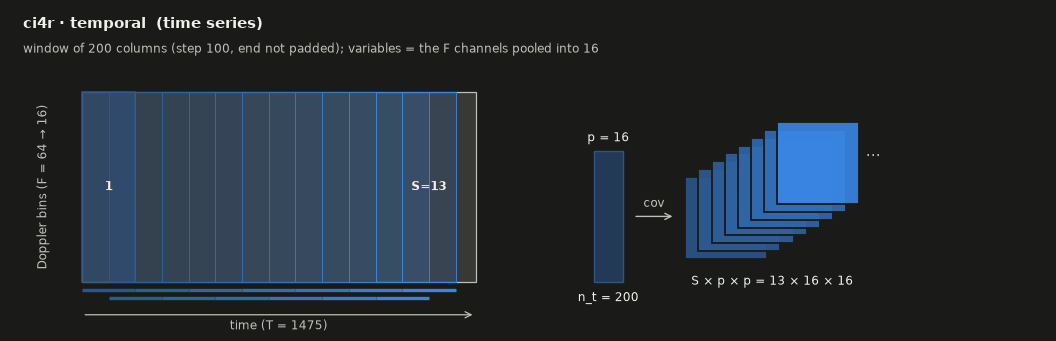 ci4r · temporal  (time series)
window of 200 columns (step 100, end not padded); variables = the F channels pooled into 16
Doppler bins (F = 64 → 16)
1
S=13
time (T = 1475)
p = 16
n_t = 200
cov
...
S × p × p = 13 × 16 × 16